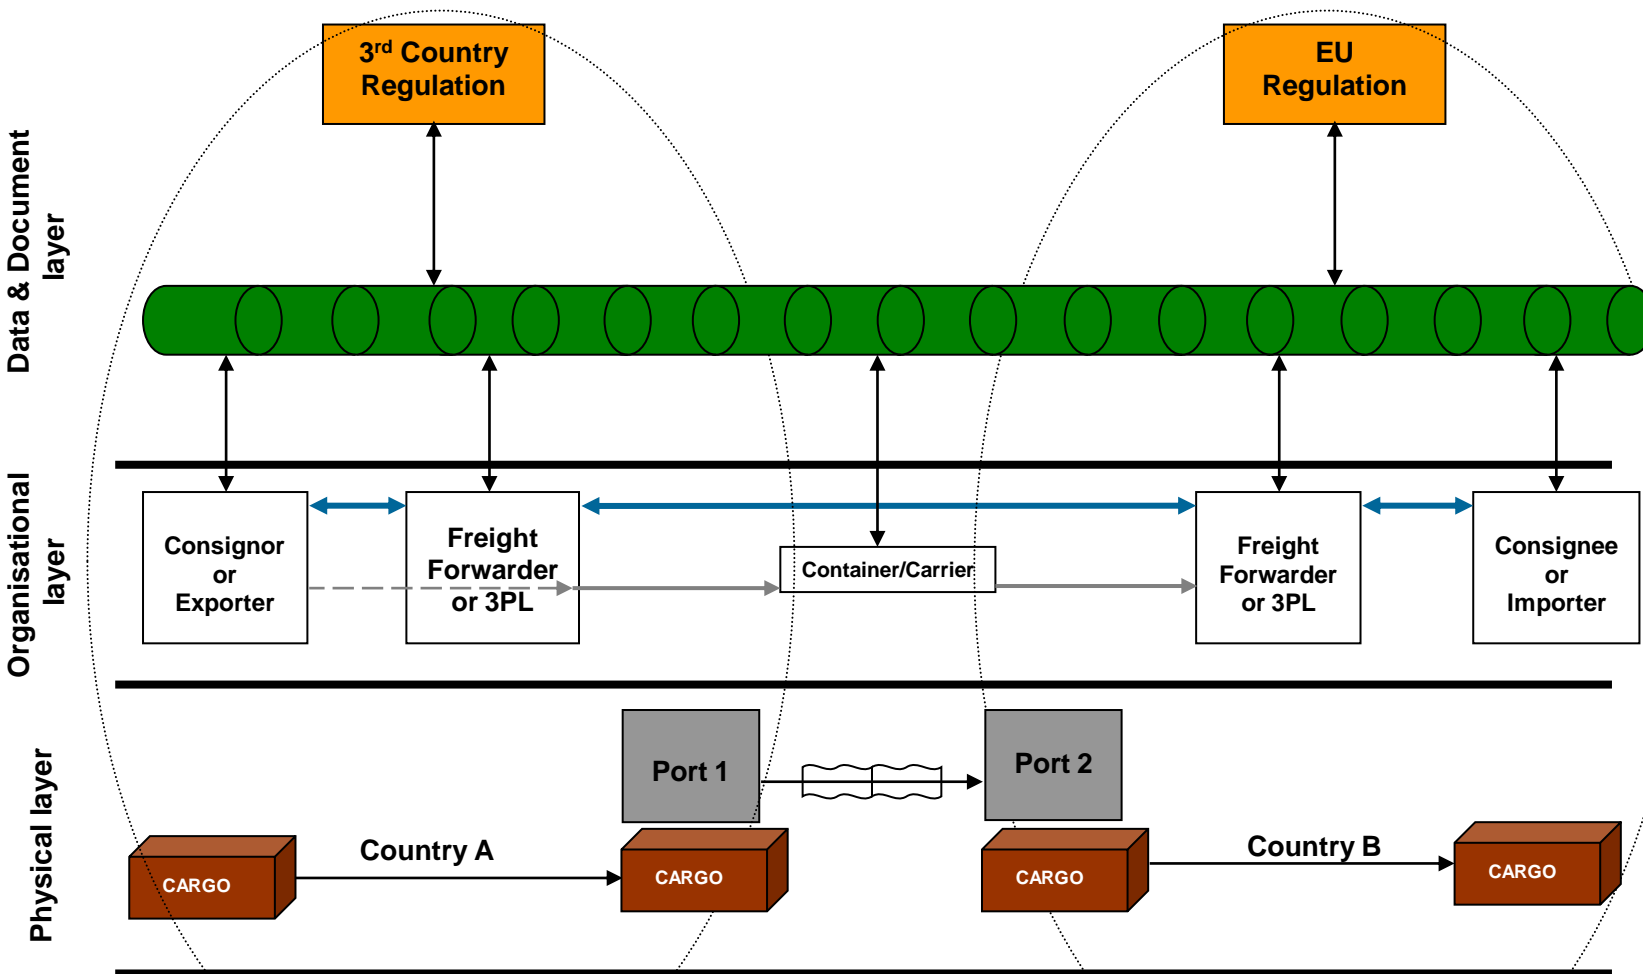 3rd Country
Regulation
EU
Regulation
Data & Document
layer
Organisational
layer
Consignor
or
Exporter
Freight
Forwarder
or 3PL
Container/Carrier
Freight
Forwarder
or 3PL
Consignee
or
Importer
Physical layer
Port 1
Port 2
Country A
Country B
CARGO
CARGO
CARGO
CARGO